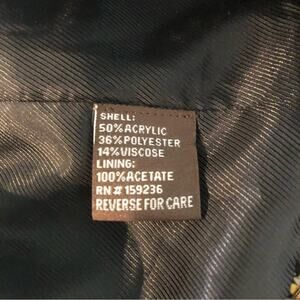 SHELL:
50%ACRYLIC
36%POLYESTER
14%VISCOSE
LINING:
100%ACETATE
RN# 159236
REVERSE FOR CARE